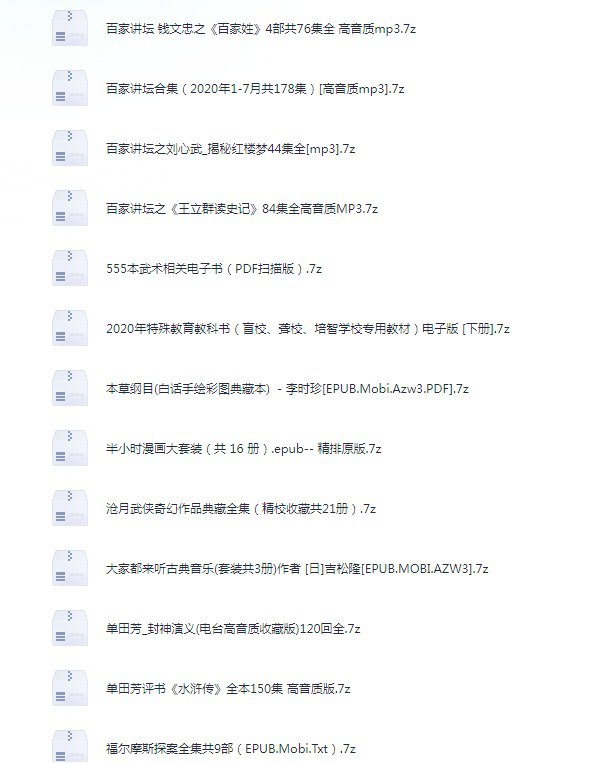 百家讲坛 钱文忠之《百家姓》4部共76集全 高音质mp3.7z
百家讲坛合集（2020年1-7月共178集）[高音质mp3].7z
百家讲坛之刘心武_揭秘红楼梦44集全[mp3].7z
百家讲坛之《王立群读史记》84集全高音质MP3.7z
555本武术相关电子书（PDF扫描版）.7z
2020年特殊教育教科书（盲校、聋校、培智学校专用教材）电子版 [下册].7z
本草纲目(白话手绘彩图典藏本) - 李时珍[EPUB.Mobi.Azw3.PDF].7z
半小时漫画大套装（共 16 册）.epub-- 精排原版.7z
沧月武侠奇幻作品典藏全集（精校收藏共21册）.7z
大家都来听古典音乐(套装共3册)作者 [日]吉松隆[EPUB.MOBI.AZW3].7z
单田芳_封神演义(电台高音质收藏版)120回全.7z
单田芳评书《水浒传》全本150集 高音质版.7z
福尔摩斯探案全集共9部（EPUB.Mobi.Txt）.7z